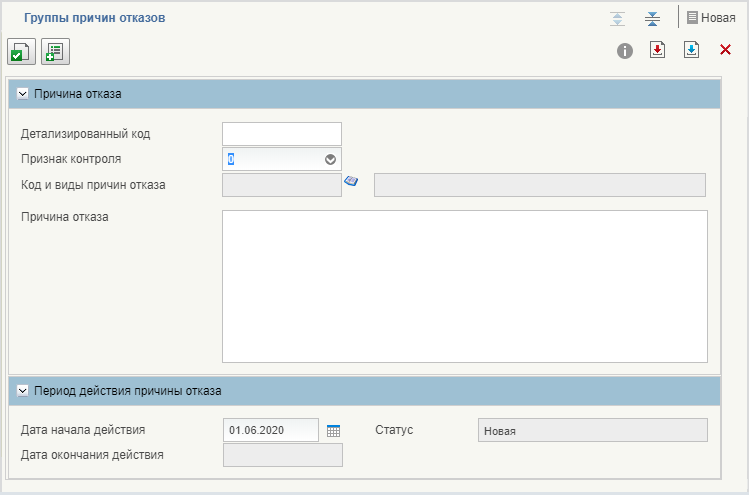 Группы причин отказов
Новая
Причина отказа
Детализированный код
Признак контроля 0
Код и виды причин отказа
Причина отказа
Период действия причины отказа
Дата начала действия 01.06.2020 Статус Новая
Дата окончания действия